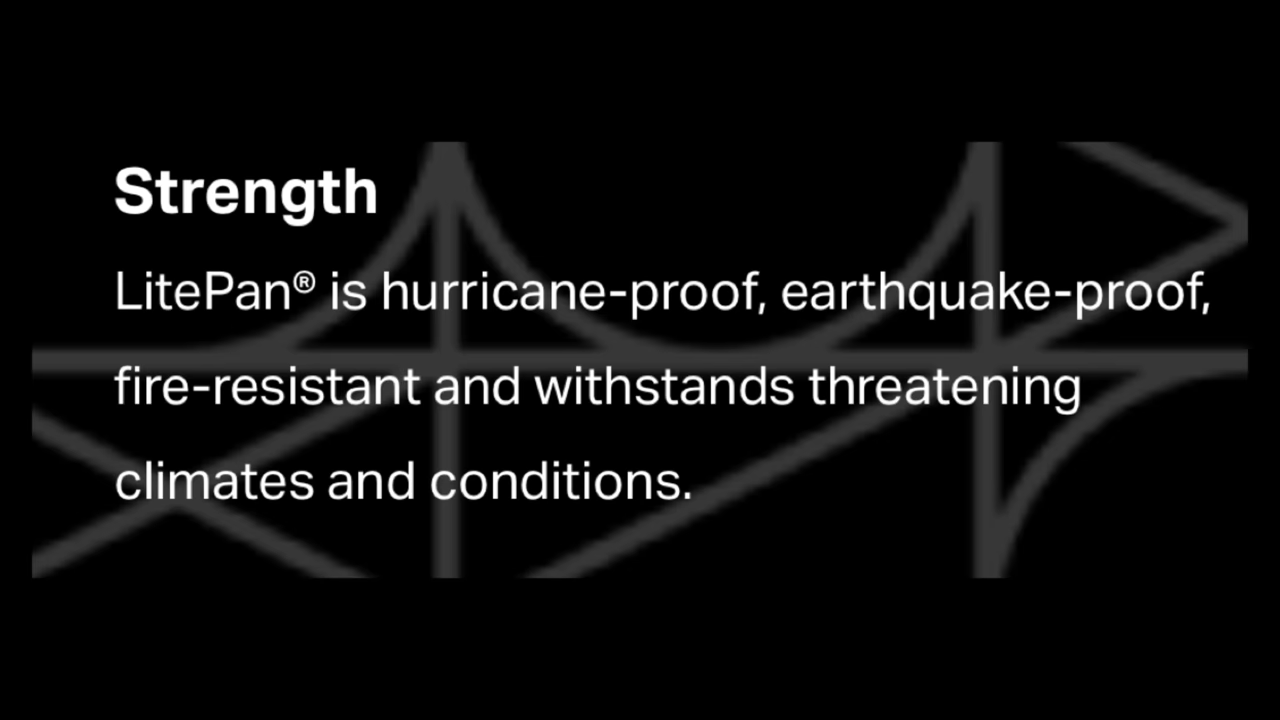 Strength
LitePan® is hurricane-proof, earthquake-proof,
fire-resistant and withstands threatening
climates and conditions.